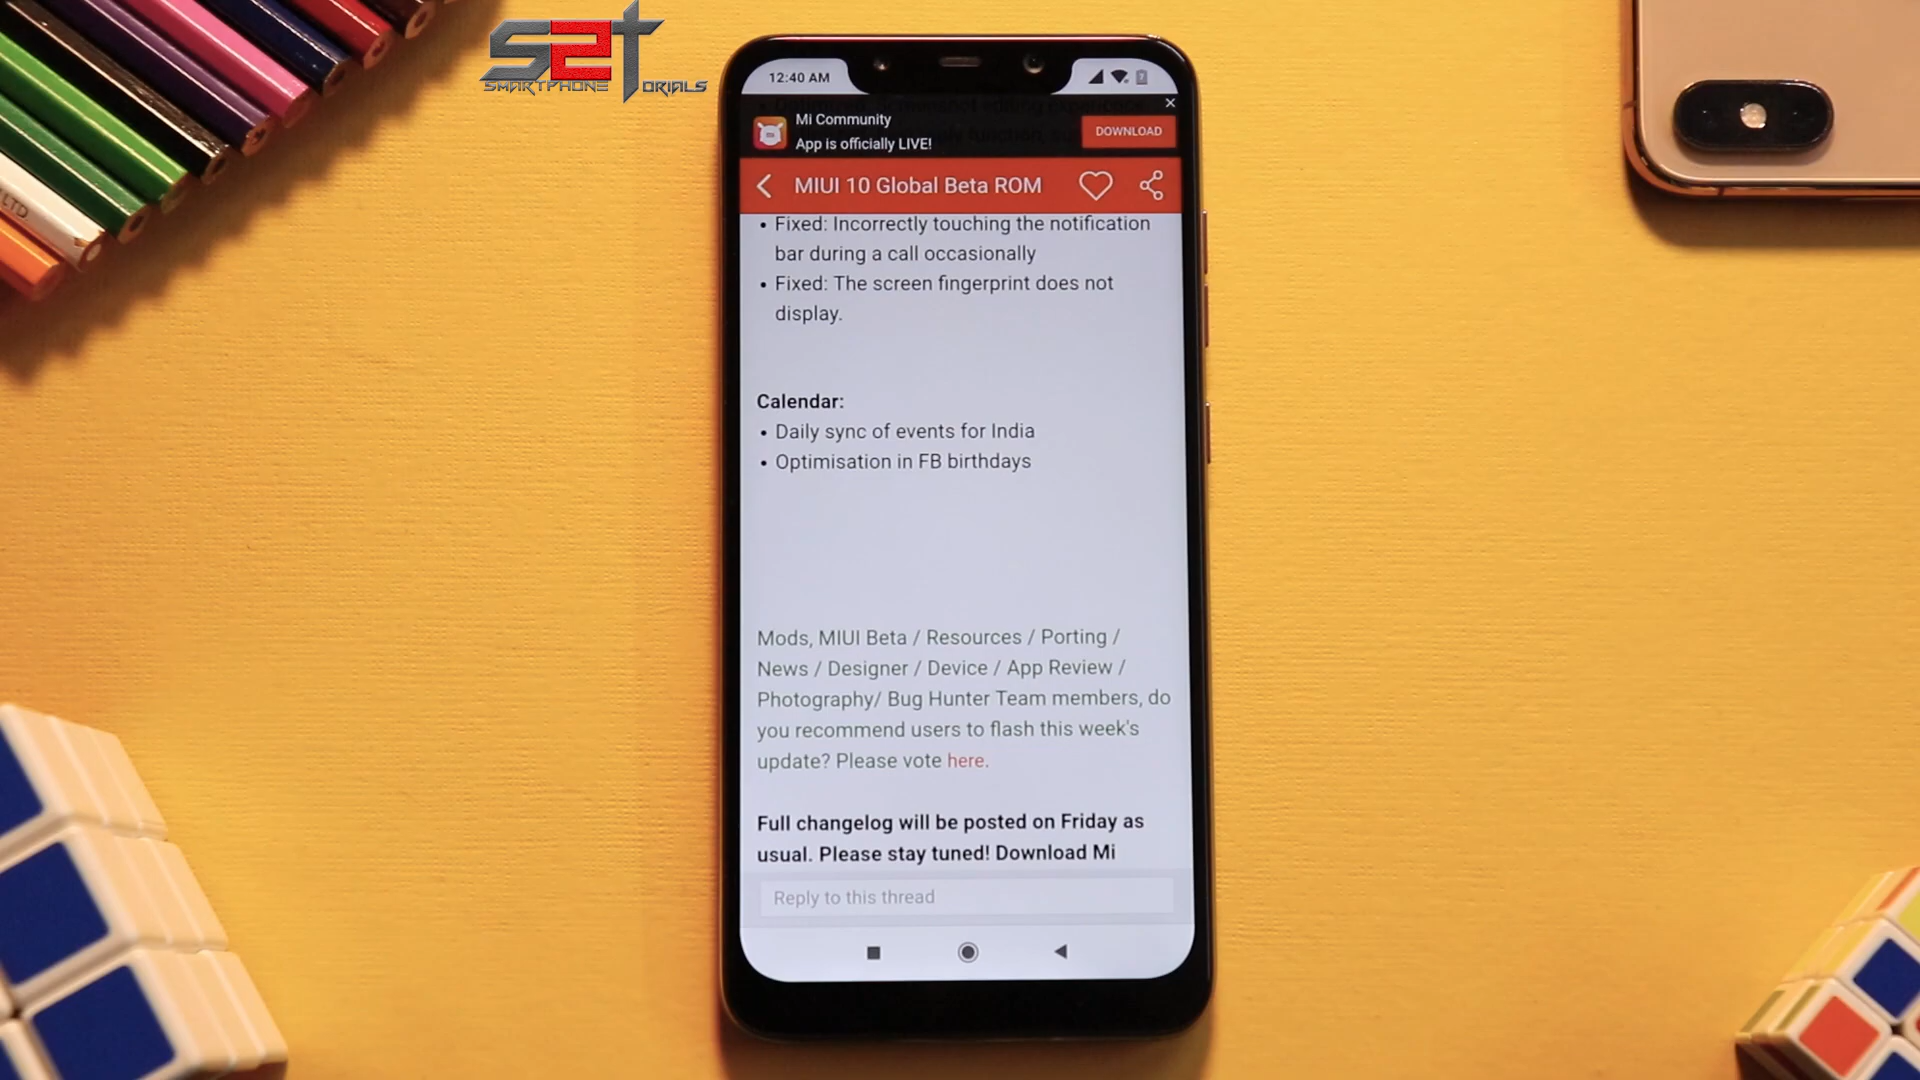 S2T
SMARTPHONE TORIALS
12:40 AM
Mi Community
App is officially LIVE!
DOWNLOAD
MIUI 10 Global Beta ROM
• Fixed: Incorrectly touching the notification
bar during a call occasionally
• Fixed: The screen fingerprint does not
display.
Calendar:
• Daily sync of events for India
• Optimisation in FB birthdays
Mods, MIUI Beta / Resources / Porting /
News / Designer / Device / App Review /
Photography/ Bug Hunter Team members, do
you recommend users to flash this week's
update? Please vote here.
Full changelog will be posted on Friday as
usual. Please stay tuned! Download Mi
Reply to this thread
LTD